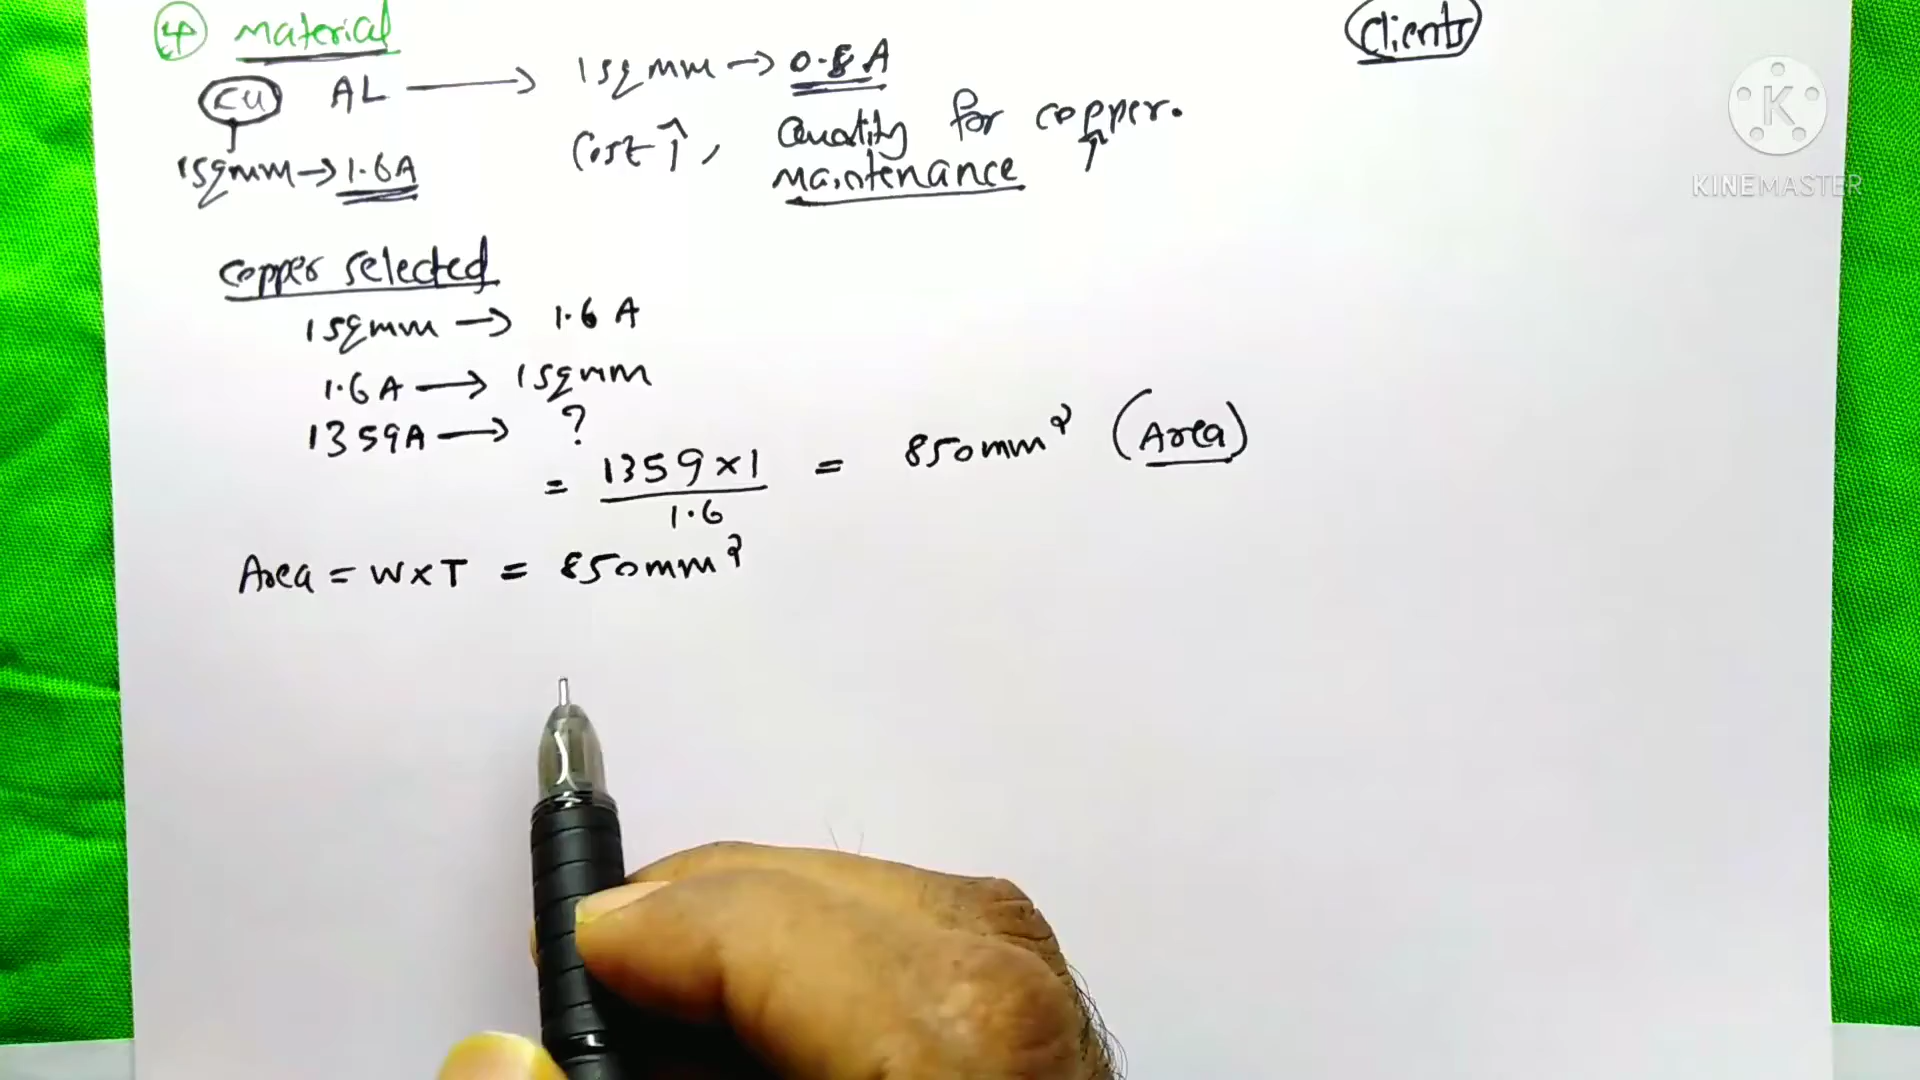 4 Material
Clients
Cu AL → 1sqmm → 0.8 A
K
1sqmm → 1.6A Cost ↑, Quality for copper.
maintenance ↑
KINEMASTER
Copper selected
1sqmm → 1.6 A
1.6A → 1sqmm
1359A → ?
= 1359×1 / 1.6 = 850mm² (Area)
Area = W×T = 850mm²